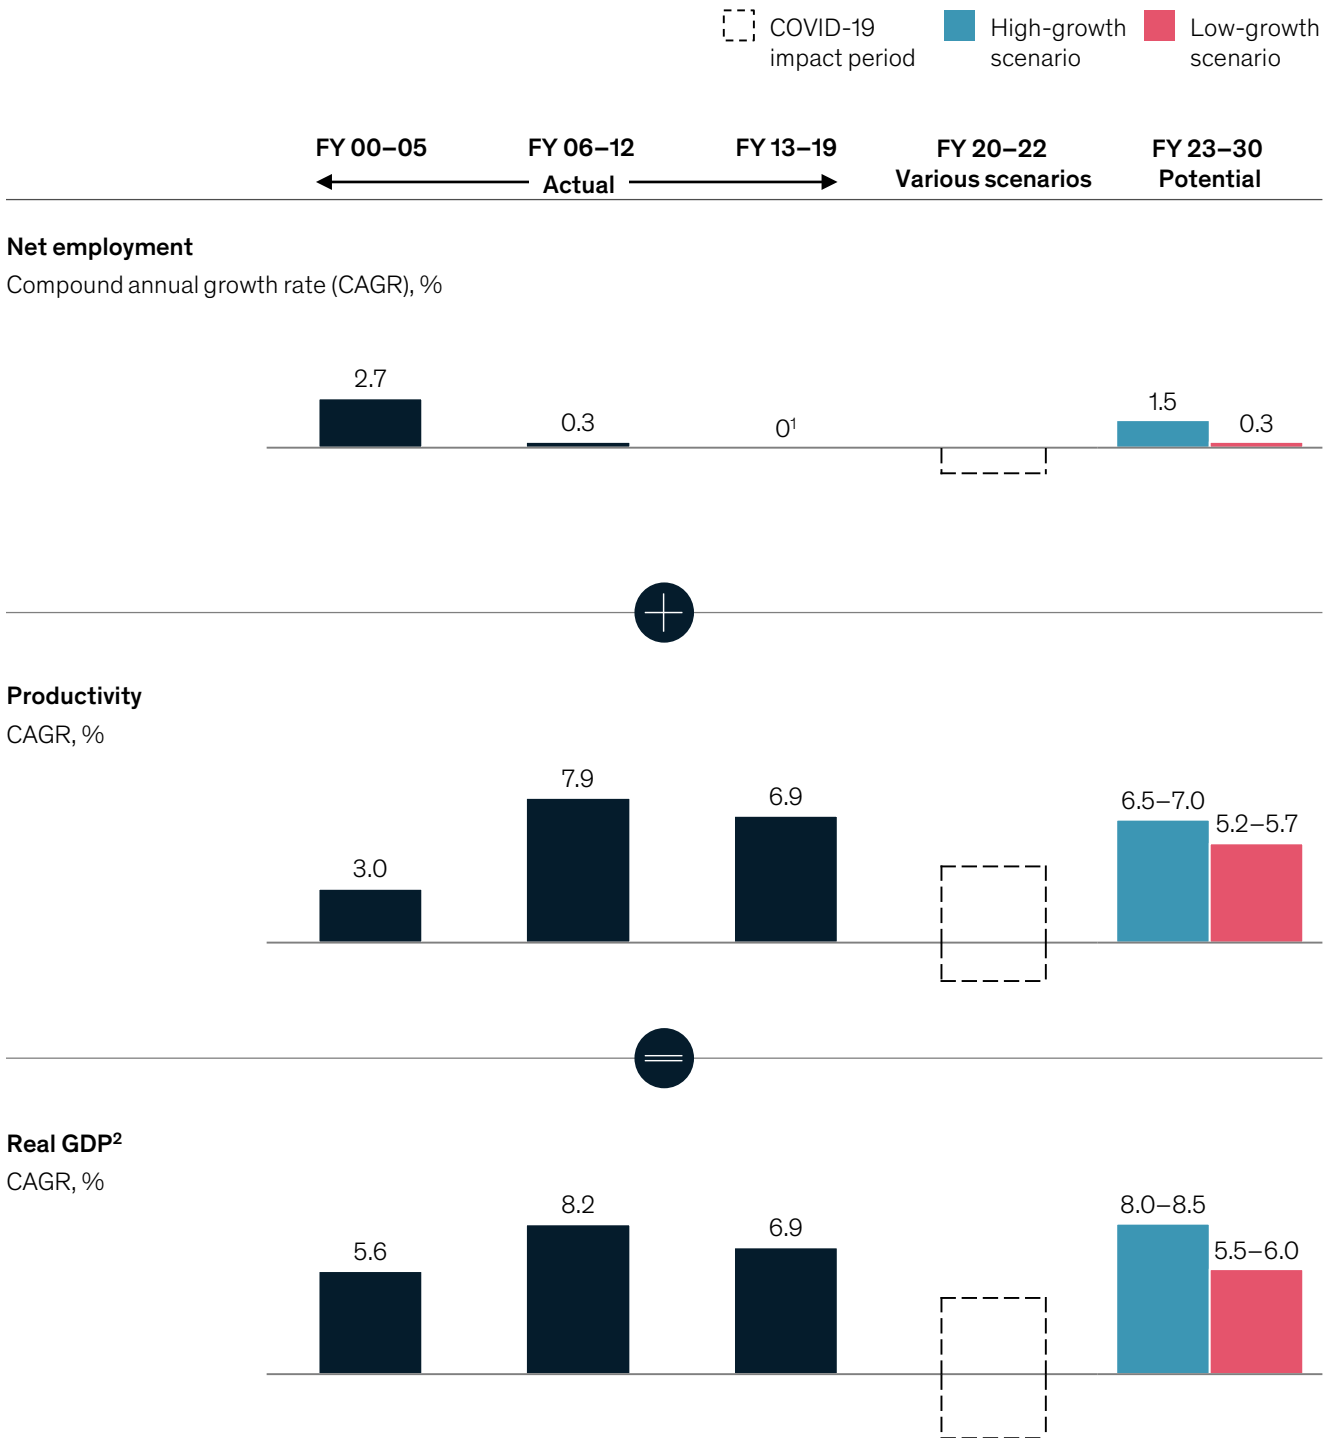 COVID-19
impact period
High-growth
scenario
Low-growth
scenario
FY 00–05
FY 06–12
FY 13–19
FY 20–22
FY 23–30
Actual
Various scenarios
Potential
Net employment
Compound annual growth rate (CAGR), %
2.7
0.3
0¹
1.5
0.3
Productivity
CAGR, %
3.0
7.9
6.9
6.5–7.0
5.2–5.7
Real GDP²
CAGR, %
5.6
8.2
6.9
8.0–8.5
5.5–6.0